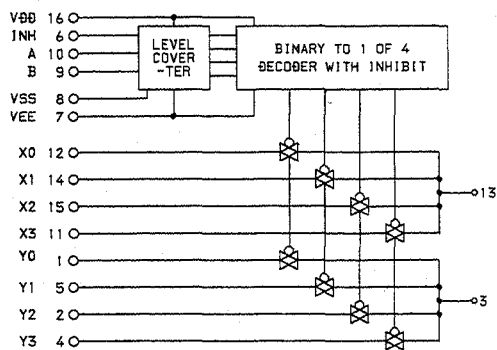 VDD 16
INH 6
A 10
B 9
VSS 8
VEE 7
LEVEL
COVER
-TER
BINARY TO 1 OF 4
DECODER WITH INHIBIT
X0 12
X1 14
X2 15
X3 11
13
Y0 1
Y1 5
Y2 2
Y3 4
3